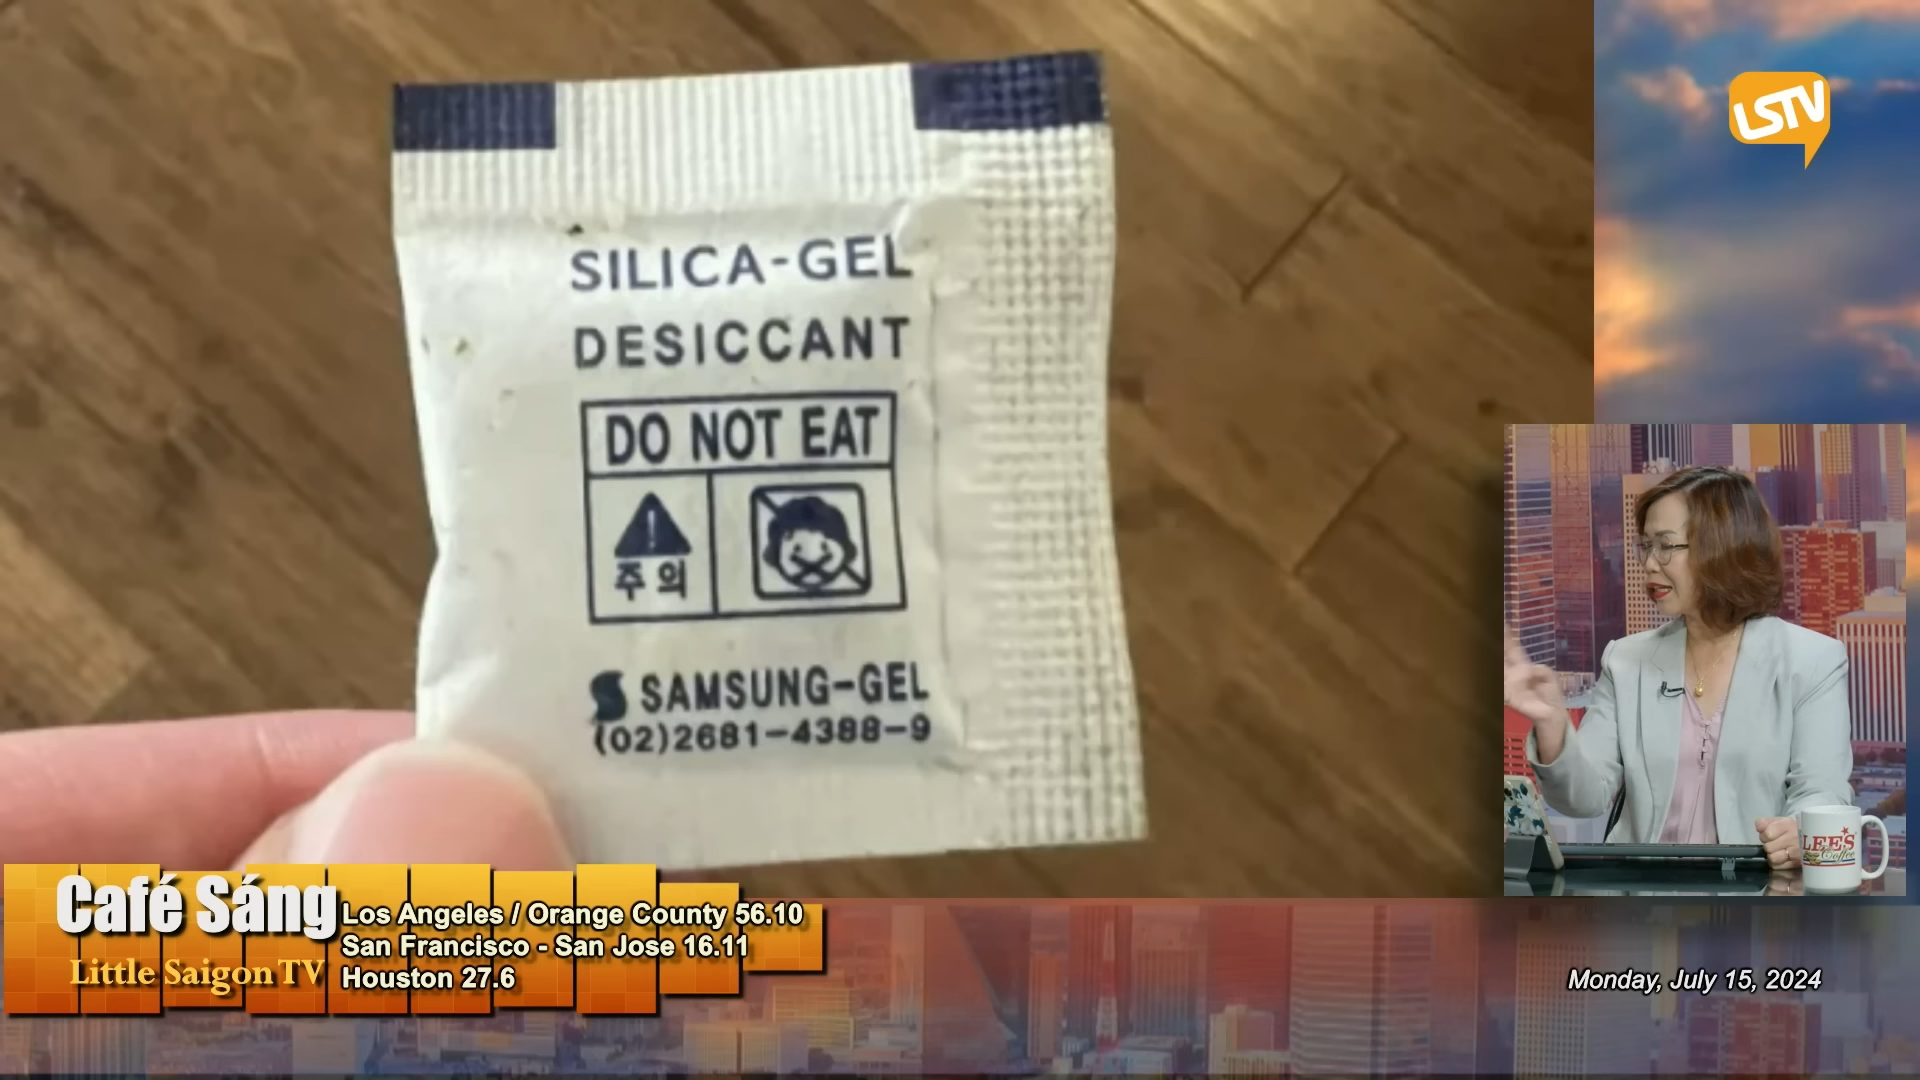 LSTV
SILICA-GEL
DESICCANT
DO NOT EAT
주의
SAMSUNG-GEL
(02)2681-4388-9
LEE'S
Coffee
Café Sáng
Little Saigon TV
Los Angeles / Orange County 56.10
San Francisco - San Jose 16.11
Houston 27.6
Monday, July 15, 2024